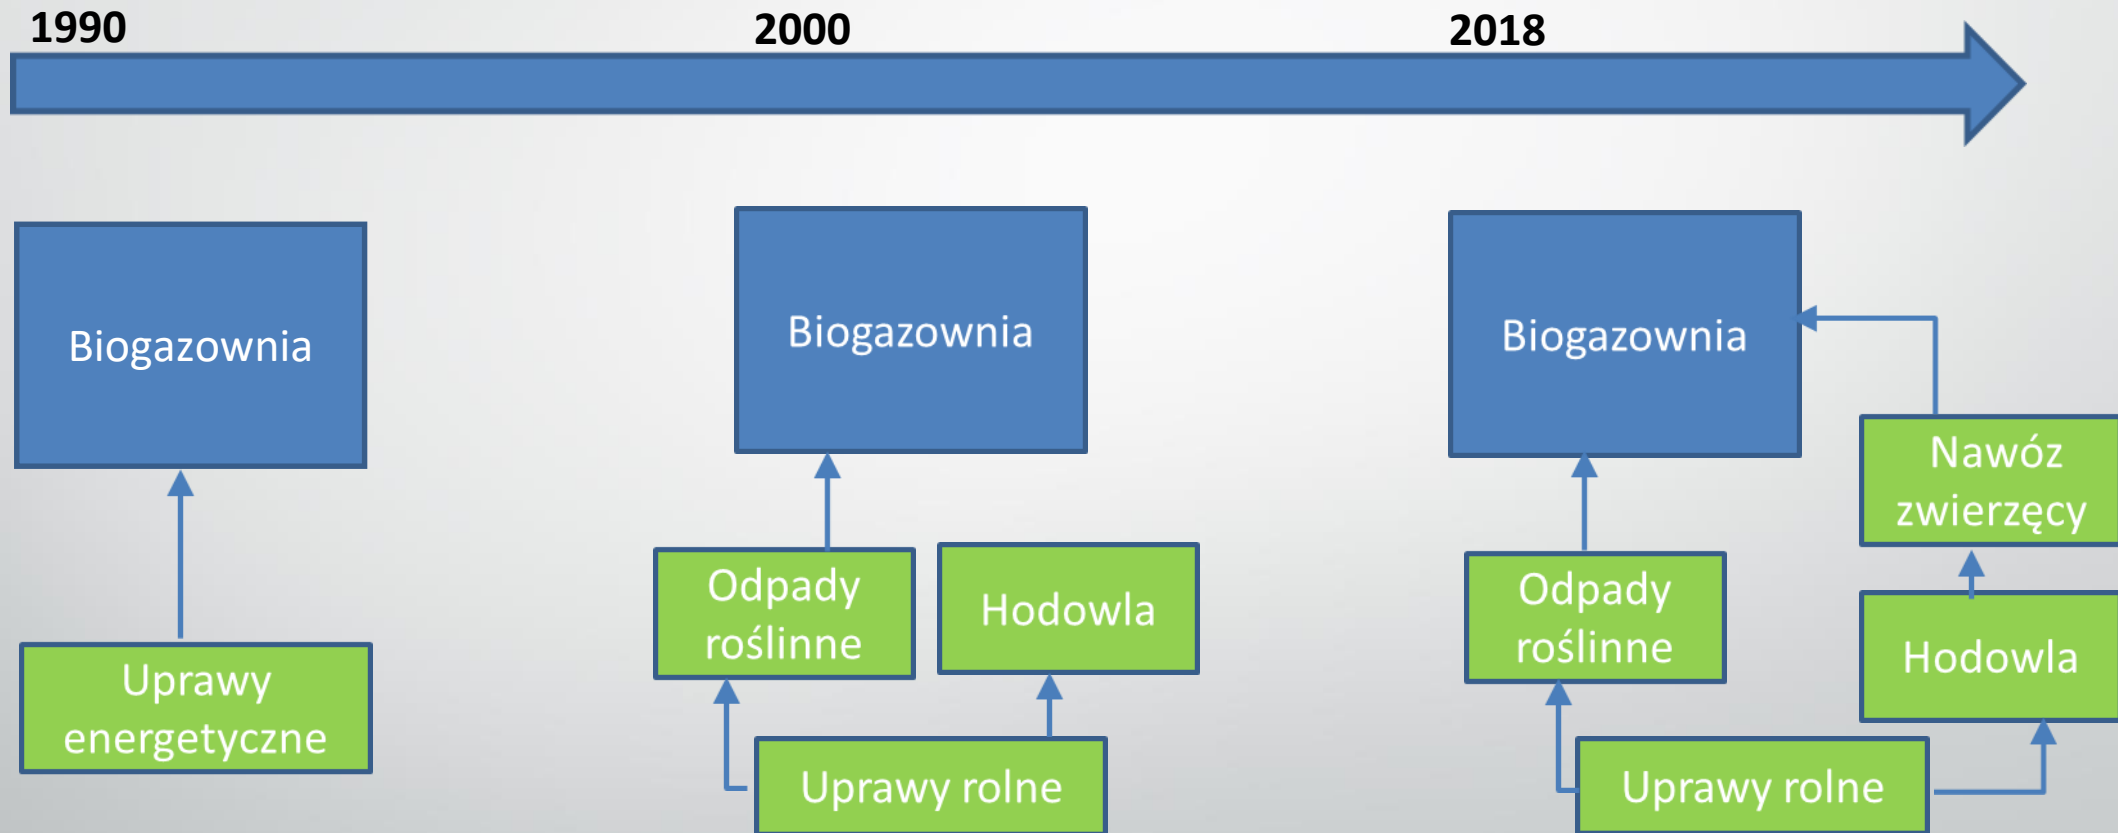 1990
2000
2018
Biogazownia
Uprawy
energetyczne
Biogazownia
Odpady
roślinne
Hodowla
Uprawy rolne
Biogazownia
Nawóz
zwierzęcy
Odpady
roślinne
Hodowla
Uprawy rolne